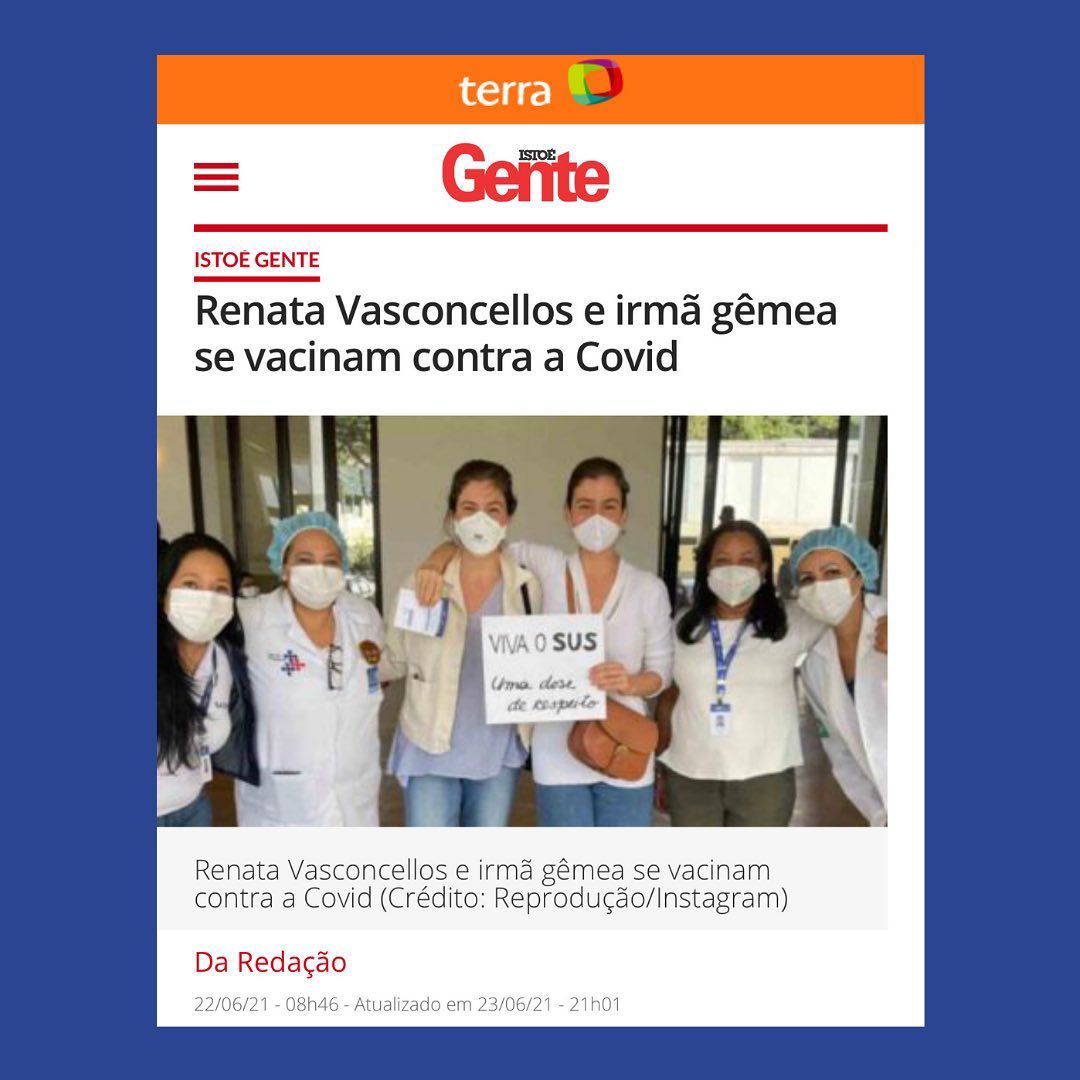 terra
ISTOÉ
Gente
ISTOÉ GENTE
Renata Vasconcellos e irmã gêmea
se vacinam contra a Covid
VIVA O SUS
Uma dose
de respeito
Renata Vasconcellos e irmã gêmea se vacinam
contra a Covid (Crédito: Reprodução/Instagram)
Da Redação
22/06/21 - 08h46 - Atualizado em 23/06/21 - 21h01